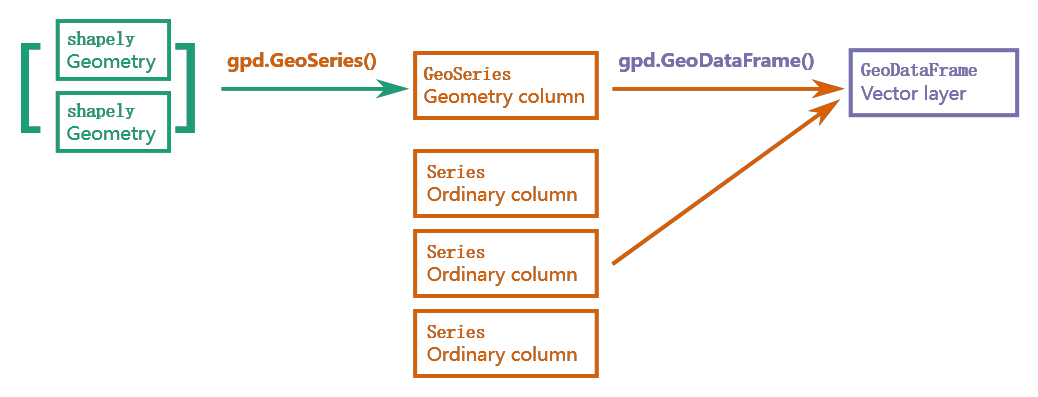 shapely
Geometry
shapely
Geometry
gpd.GeoSeries()
GeoSeries
Geometry column
Series
Ordinary column
Series
Ordinary column
Series
Ordinary column
gpd.GeoDataFrame()
GeoDataFrame
Vector layer